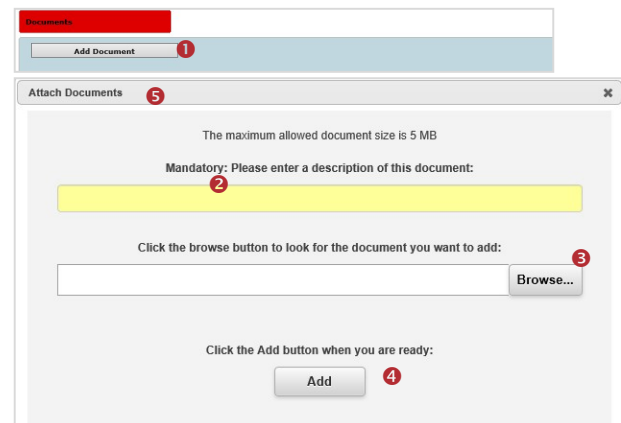 Documents
Add Document 1
Attach Documents 5
The maximum allowed document size is 5 MB
Mandatory: Please enter a description of this document:
2
Click the browse button to look for the document you want to add:
3
Browse...
Click the Add button when you are ready:
Add 4